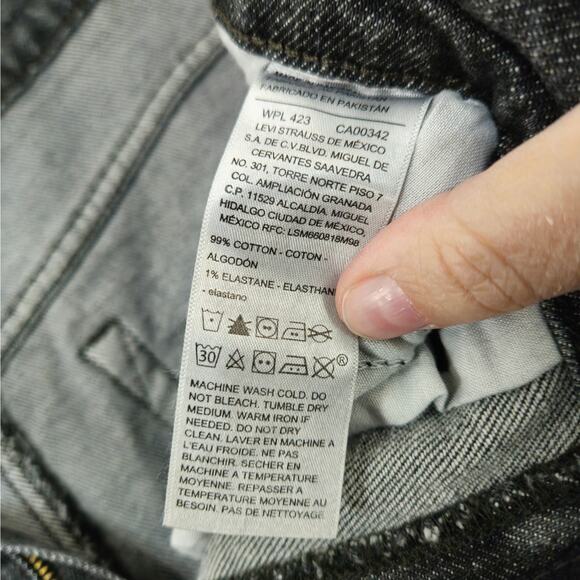 FABRICADO EN PAKISTÁN
WPL 423 CA00342
LEVI STRAUSS DE MÉXICO
S.A. DE C.V.BLVD. MIGUEL DE
CERVANTES SAAVEDRA
NO. 301, TORRE NORTE PISO 7
COL. AMPLIACIÓN GRANADA
C.P. 11529 ALCALDÍA. MIGUEL
HIDALGO CIUDAD DE MÉXICO.
MÉXICO RFC: LSM660818M98
99% COTTON - COTON -
ALGODÓN
1% ELASTANE - ELASTHANE
- elastano
30 ®
MACHINE WASH COLD. DO
NOT BLEACH. TUMBLE DRY
MEDIUM. WARM IRON IF
NEEDED. DO NOT DRY
CLEAN. LAVER EN MACHINE A
L'EAU FROIDE. NE PAS
BLANCHIR. SECHER EN
MACHINE A TEMPERATURE
MOYENNE. REPASSER A
TEMPERATURE MOYENNE AU
BESOIN. PAS DE NETTOYAGE